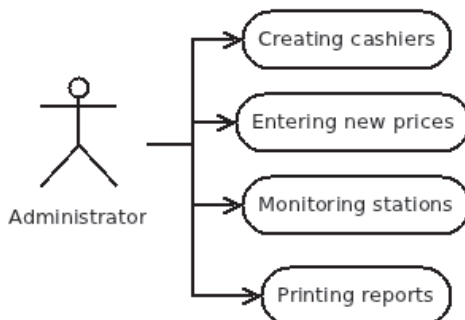 Creating cashiers
Entering new prices
Monitoring stations
Administrator
Printing reports